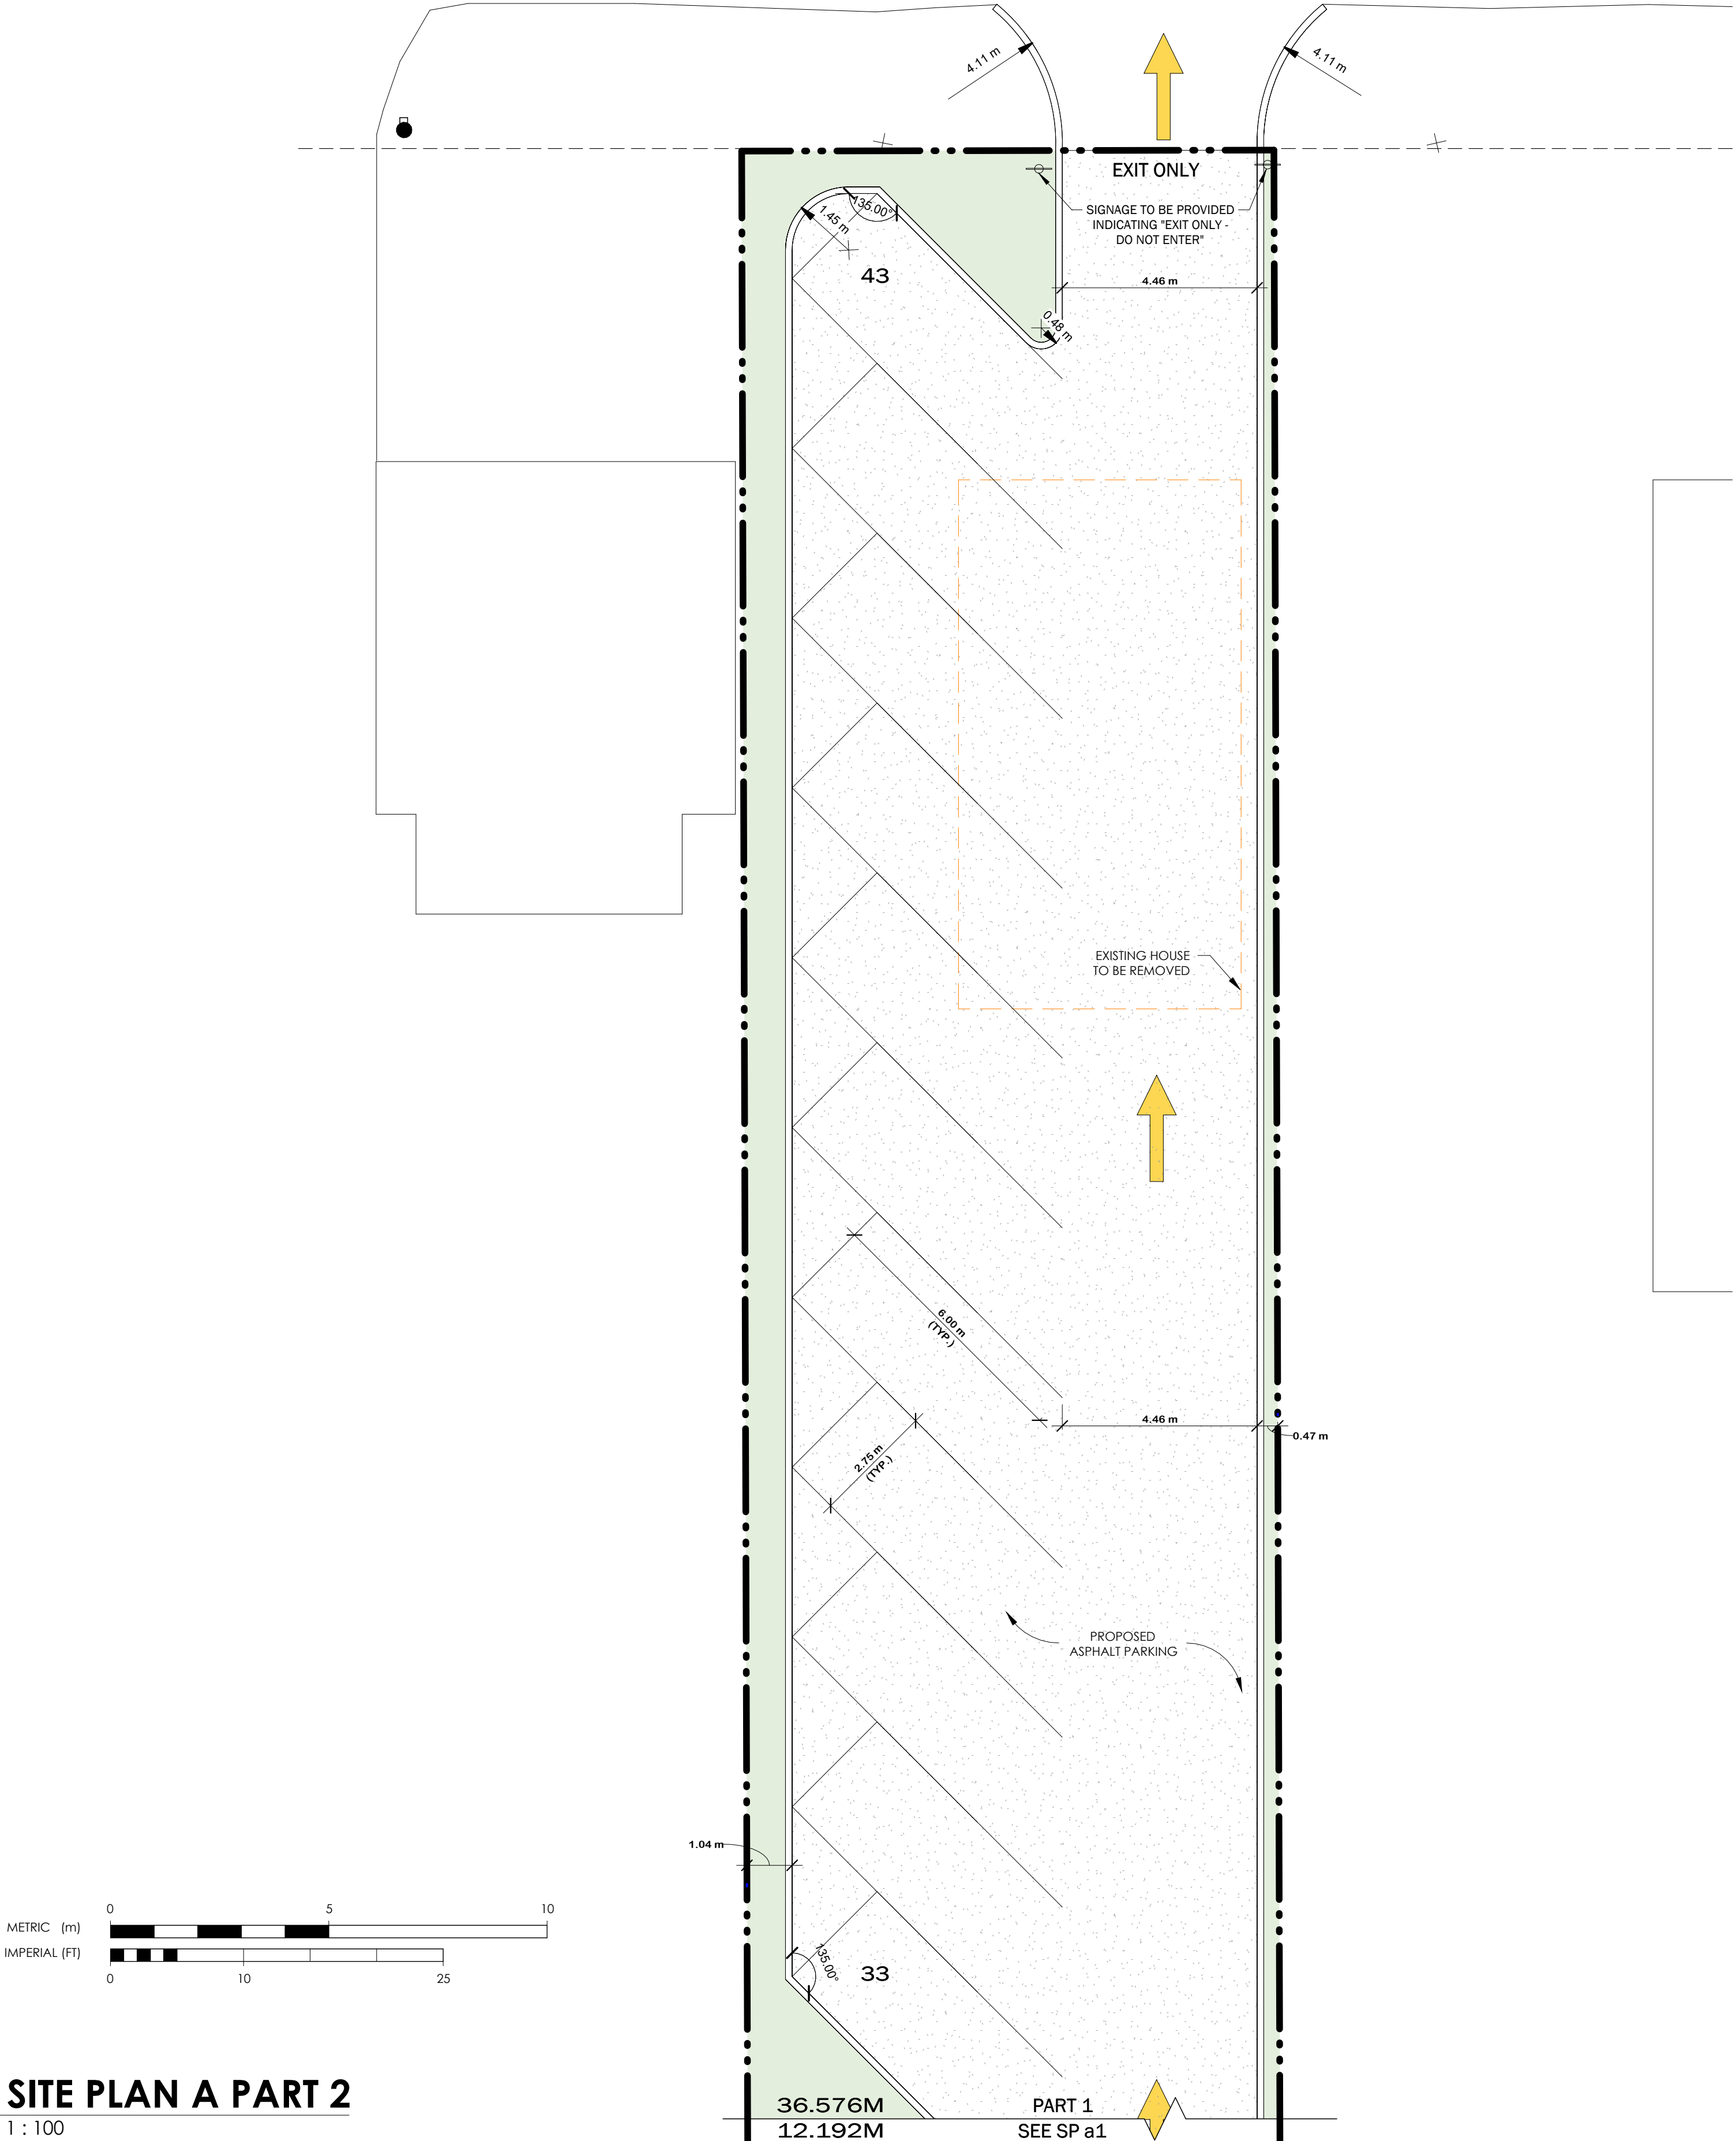 4.11 m
4.11 m
EXIT ONLY
135.00°
1.45 m
SIGNAGE TO BE PROVIDED
INDICATING "EXIT ONLY -
DO NOT ENTER"
43
4.46 m
0.48 m
EXISTING HOUSE
TO BE REMOVED
6.00 m
(TYP.)
4.46 m
0.47 m
2.75 m
(TYP.)
PROPOSED
ASPHALT PARKING
1.04 m
0 5 10
METRIC (m)
IMPERIAL (FT)
0 10 25
135.00°
33
SITE PLAN A PART 2
1 : 100
36.576M PART 1
12.192M SEE SP a1